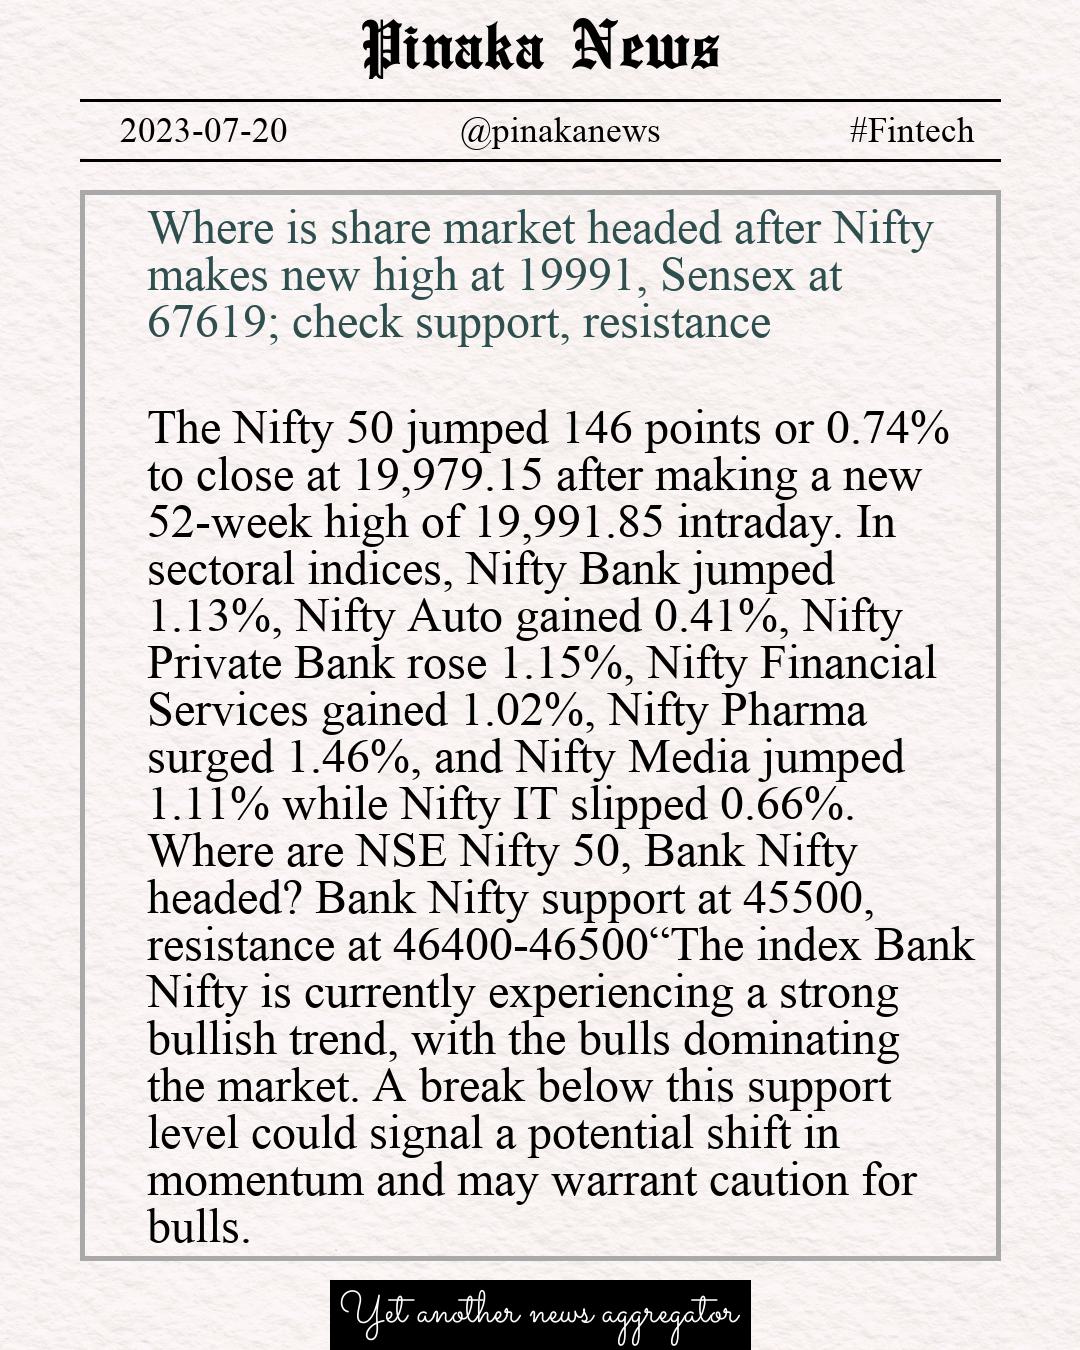 Pinaka News
2023-07-20 @pinakanews #Fintech
Where is share market headed after Nifty
makes new high at 19991, Sensex at
67619; check support, resistance
The Nifty 50 jumped 146 points or 0.74%
to close at 19,979.15 after making a new
52-week high of 19,991.85 intraday. In
sectoral indices, Nifty Bank jumped
1.13%, Nifty Auto gained 0.41%, Nifty
Private Bank rose 1.15%, Nifty Financial
Services gained 1.02%, Nifty Pharma
surged 1.46%, and Nifty Media jumped
1.11% while Nifty IT slipped 0.66%.
Where are NSE Nifty 50, Bank Nifty
headed? Bank Nifty support at 45500,
resistance at 46400-46500“The index Bank
Nifty is currently experiencing a strong
bullish trend, with the bulls dominating
the market. A break below this support
level could signal a potential shift in
momentum and may warrant caution for
bulls.
Yet another news aggregator